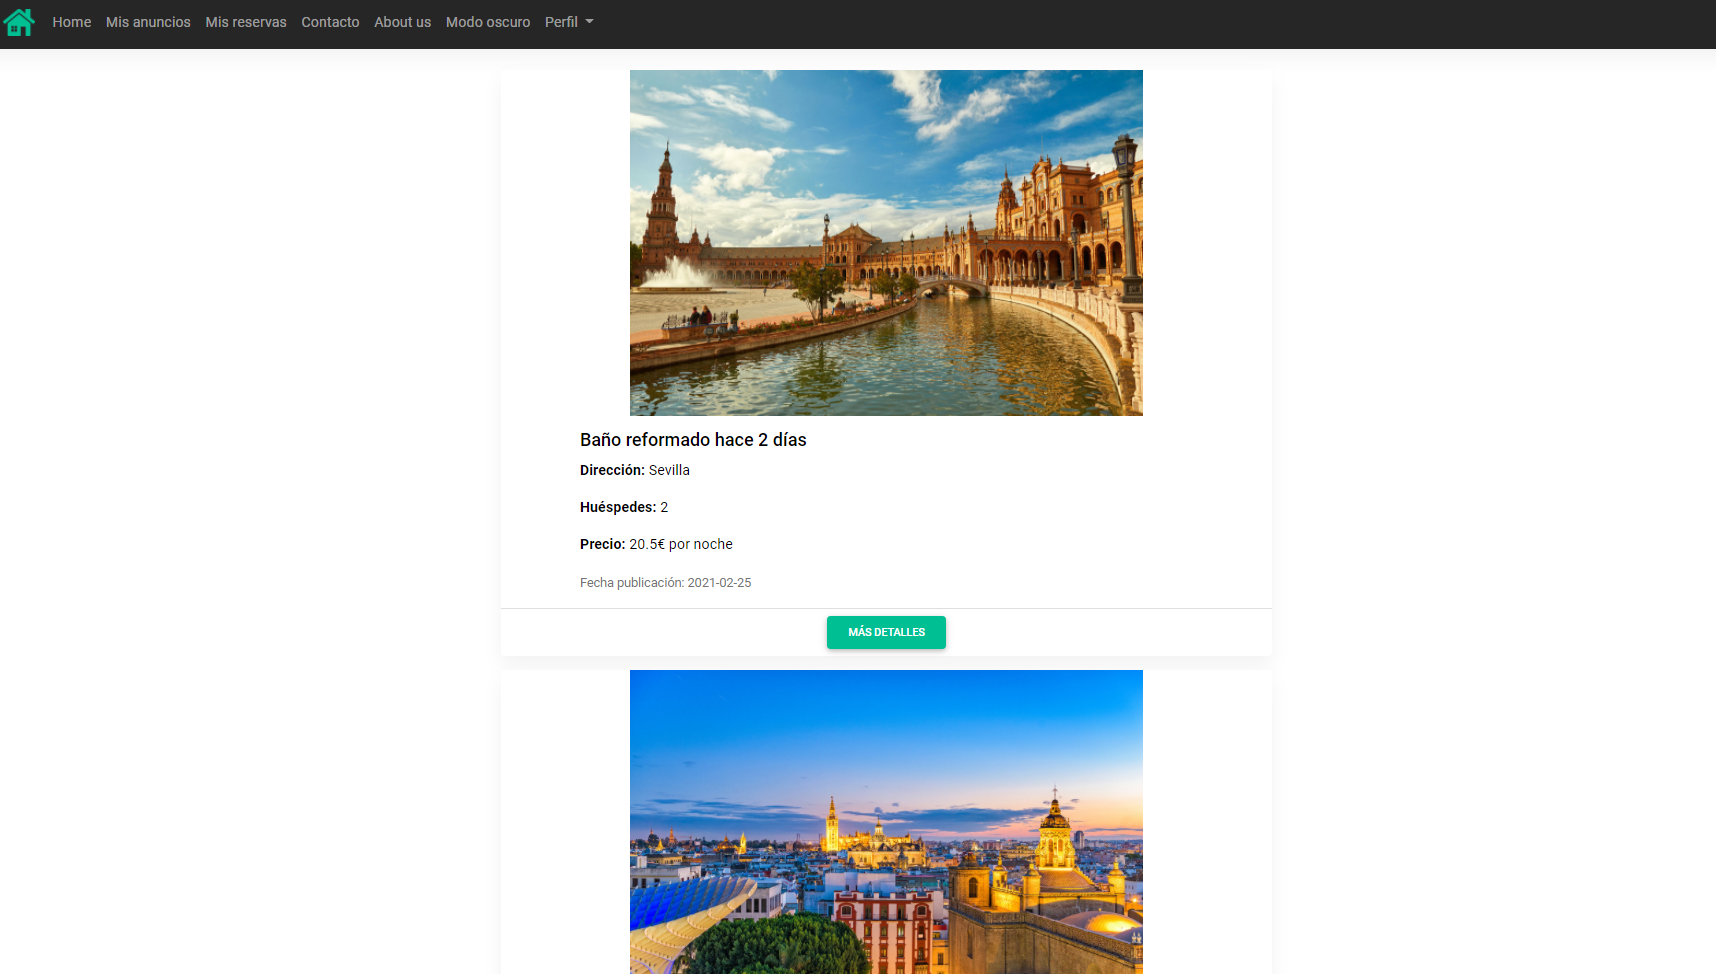 Home Mis anuncios Mis reservas Contacto About us Modo oscuro Perfil
Baño reformado hace 2 días
Dirección: Sevilla
Huéspedes: 2
Precio: 20.5€ por noche
Fecha publicación: 2021-02-25
MÁS DETALLES